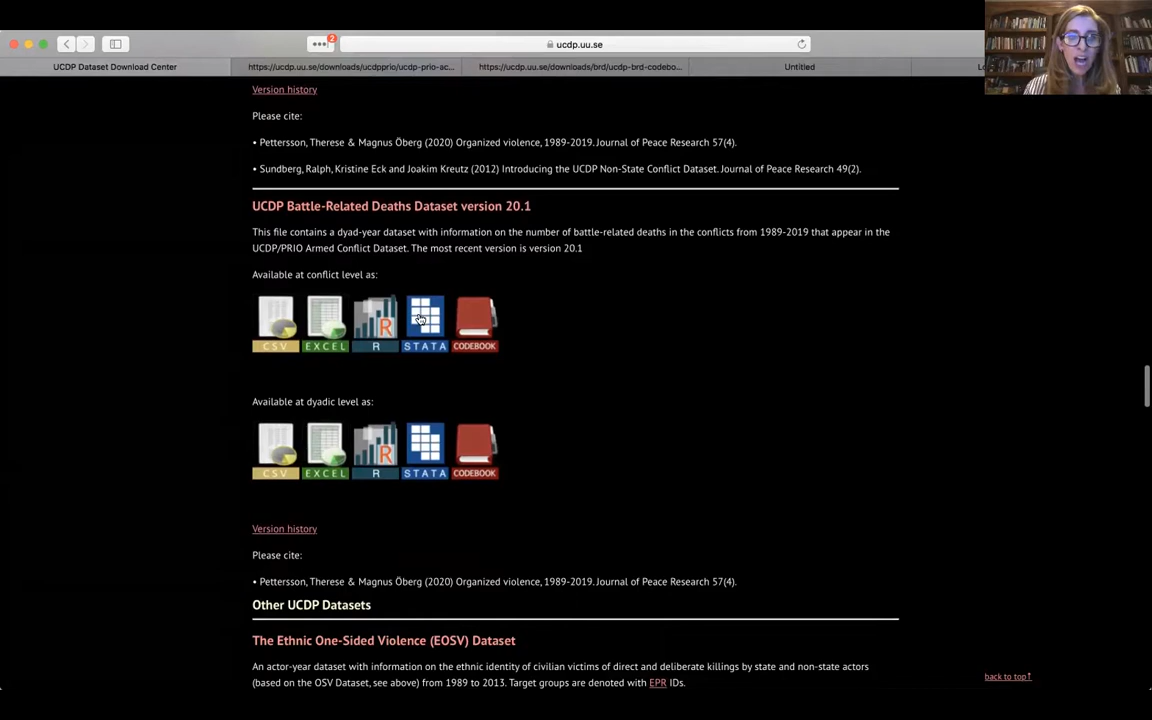 2
ucdp.uu.se
UCDP Dataset Download Center
https://ucdp.uu.se/downloads/ucdpprio/ucdp-prio-ac...
https://ucdp.uu.se/downloads/brd/ucdp-brd-codebo...
Untitled
Version history
Please cite:
• Pettersson, Therese & Magnus Öberg (2020) Organized violence, 1989-2019. Journal of Peace Research 57(4).
• Sundberg, Ralph, Kristine Eck and Joakim Kreutz (2012) Introducing the UCDP Non-State Conflict Dataset. Journal of Peace Research 49(2).
UCDP Battle-Related Deaths Dataset version 20.1
This file contains a dyad-year dataset with information on the number of battle-related deaths in the conflicts from 1989-2019 that appear in the
UCDP/PRIO Armed Conflict Dataset. The most recent version is version 20.1
Available at conflict level as:
R
CSV EXCEL R STATA CODEBOOK
Available at dyadic level as:
R
CSV EXCEL R STATA CODEBOOK
Version history
Please cite:
• Pettersson, Therese & Magnus Öberg (2020) Organized violence, 1989-2019. Journal of Peace Research 57(4).
Other UCDP Datasets
The Ethnic One-Sided Violence (EOSV) Dataset
An actor-year dataset with information on the ethnic identity of civilian victims of direct and deliberate killings by state and non-state actors
(based on the OSV Dataset, see above) from 1989 to 2013. Target groups are denoted with EPR IDs.
back to top↑